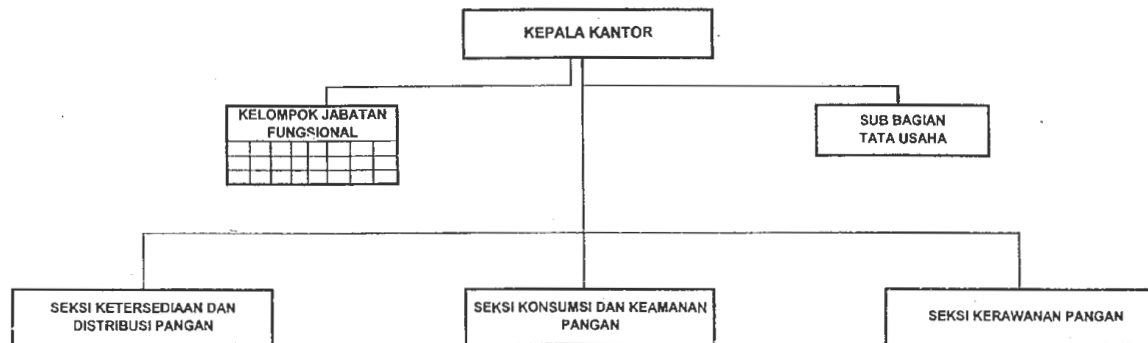 KEPALA KANTOR
KELOMPOK JABATAN
FUNGSIONAL
SUB BAGIAN
TATA USAHA
SEKSI KETERSEDIAAN DAN
DISTRIBUSI PANGAN
SEKSI KONSUMSI DAN KEAMANAN
PANGAN
SEKSI KERAWANAN PANGAN